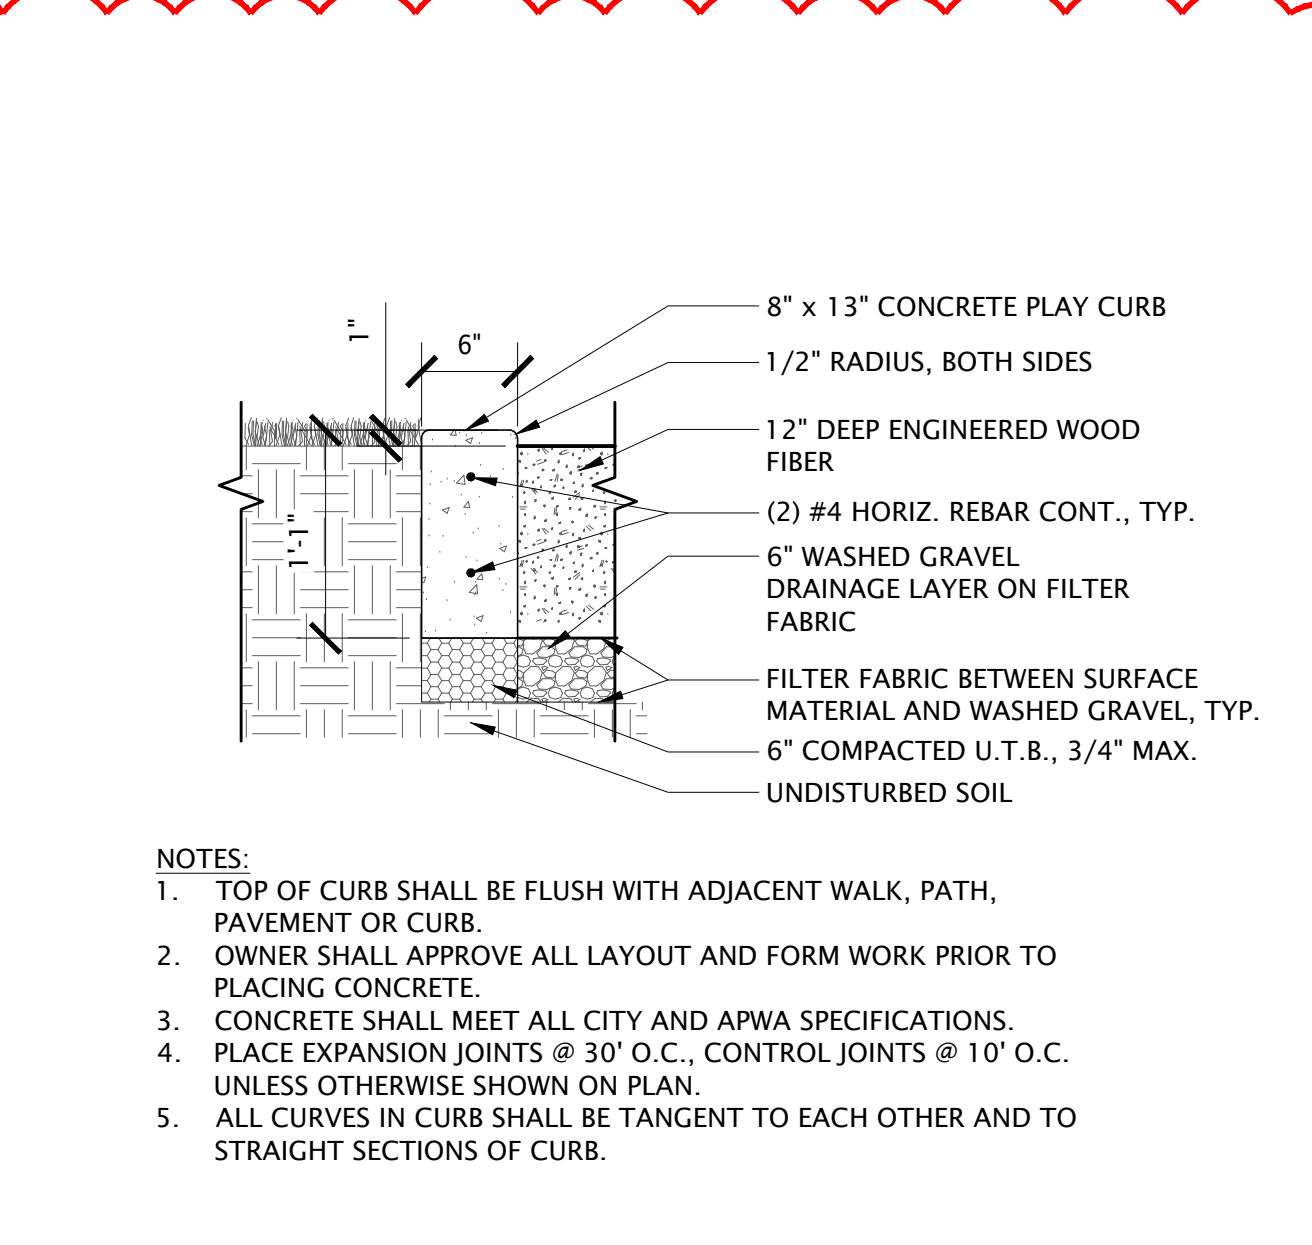 8" x 13" CONCRETE PLAY CURB
1"
6"
1/2" RADIUS, BOTH SIDES
12" DEEP ENGINEERED WOOD
FIBER
(2) #4 HORIZ. REBAR CONT., TYP.
1'-1"
6" WASHED GRAVEL
DRAINAGE LAYER ON FILTER
FABRIC
FILTER FABRIC BETWEEN SURFACE
MATERIAL AND WASHED GRAVEL, TYP.
6" COMPACTED U.T.B., 3/4" MAX.
UNDISTURBED SOIL
NOTES:
1. TOP OF CURB SHALL BE FLUSH WITH ADJACENT WALK, PATH,
PAVEMENT OR CURB.
2. OWNER SHALL APPROVE ALL LAYOUT AND FORM WORK PRIOR TO
PLACING CONCRETE.
3. CONCRETE SHALL MEET ALL CITY AND APWA SPECIFICATIONS.
4. PLACE EXPANSION JOINTS @ 30' O.C., CONTROL JOINTS @ 10' O.C.
UNLESS OTHERWISE SHOWN ON PLAN.
5. ALL CURVES IN CURB SHALL BE TANGENT TO EACH OTHER AND TO
STRAIGHT SECTIONS OF CURB.